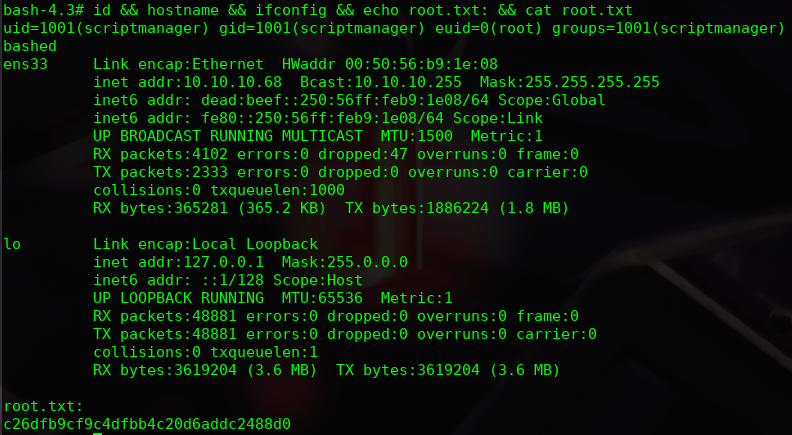 bash-4.3# id && hostname && ifconfig && echo root.txt: && cat root.txt
uid=1001(scriptmanager) gid=1001(scriptmanager) euid=0(root) groups=1001(scriptmanager)
bashed
ens33     Link encap:Ethernet  HWaddr 00:50:56:b9:1e:08
          inet addr:10.10.10.68  Bcast:10.10.10.255  Mask:255.255.255.255
          inet6 addr: dead:beef::250:56ff:feb9:1e08/64 Scope:Global
          inet6 addr: fe80::250:56ff:feb9:1e08/64 Scope:Link
          UP BROADCAST RUNNING MULTICAST  MTU:1500  Metric:1
          RX packets:4102 errors:0 dropped:47 overruns:0 frame:0
          TX packets:2333 errors:0 dropped:0 overruns:0 carrier:0
          collisions:0 txqueuelen:1000
          RX bytes:365281 (365.2 KB)  TX bytes:1886224 (1.8 MB)

lo        Link encap:Local Loopback
          inet addr:127.0.0.1  Mask:255.0.0.0
          inet6 addr: ::1/128 Scope:Host
          UP LOOPBACK RUNNING  MTU:65536  Metric:1
          RX packets:48881 errors:0 dropped:0 overruns:0 frame:0
          TX packets:48881 errors:0 dropped:0 overruns:0 carrier:0
          collisions:0 txqueuelen:1
          RX bytes:3619204 (3.6 MB)  TX bytes:3619204 (3.6 MB)

root.txt:
c26dfb9cf9c4dfbb4c20d6addc2488d0